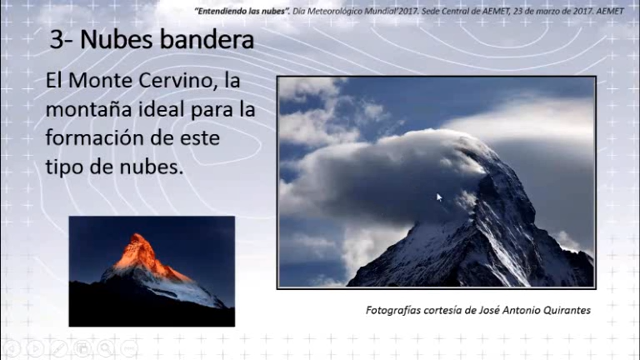 "Entendiendo las nubes". Día Meteorológico Mundial'2017. Sede Central de AEMET, 23 de marzo de 2017. AEMET
3- Nubes bandera
El Monte Cervino, la
montaña ideal para la
formación de este
tipo de nubes.
Fotografías cortesía de José Antonio Quirantes